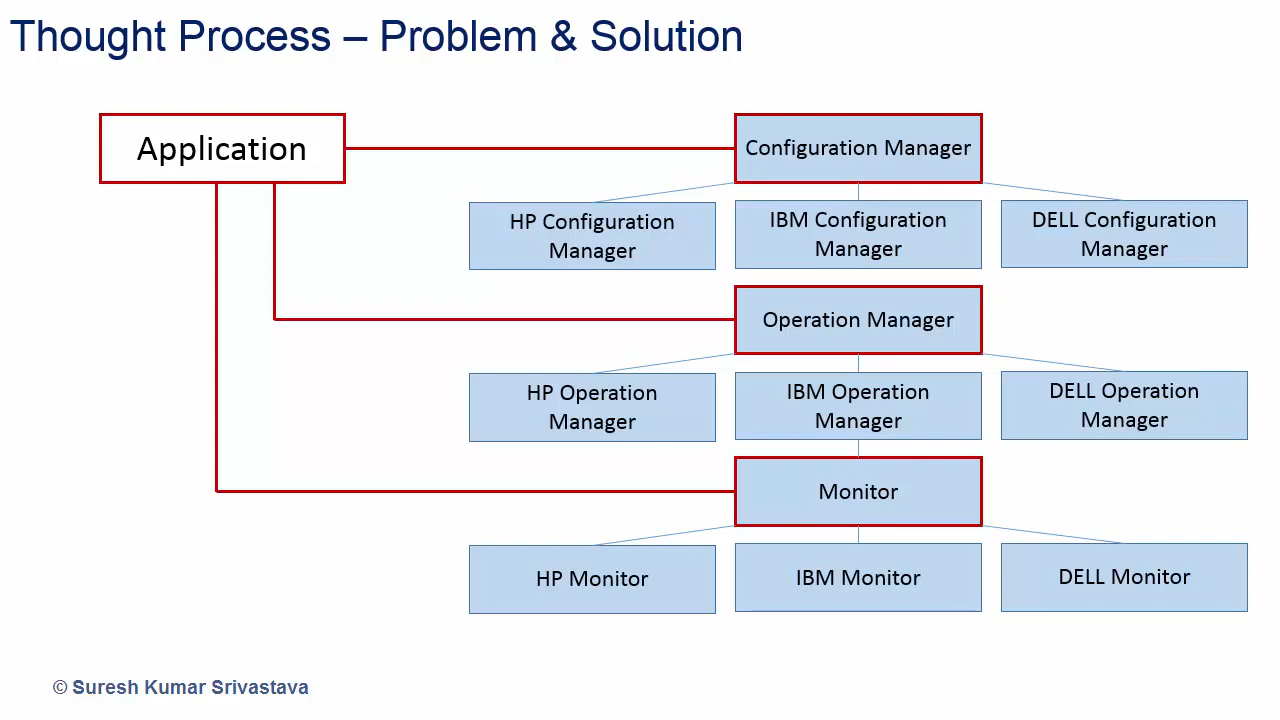 Thought Process – Problem & Solution
Application
Configuration Manager
HP Configuration
Manager
IBM Configuration
Manager
DELL Configuration
Manager
Operation Manager
HP Operation
Manager
IBM Operation
Manager
DELL Operation
Manager
Monitor
HP Monitor
IBM Monitor
DELL Monitor
© Suresh Kumar Srivastava